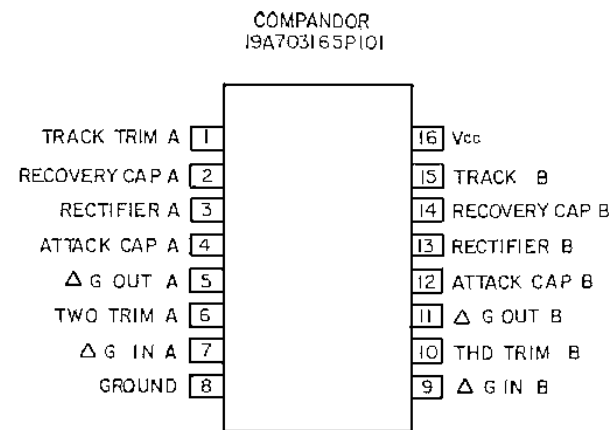 COMPANDOR
19A703165P101
TRACK TRIM A 1
RECOVERY CAP A 2
RECTIFIER A 3
ATTACK CAP A 4
Δ G OUT A 5
TWO TRIM A 6
Δ G IN A 7
GROUND 8
16 Vcc
15 TRACK B
14 RECOVERY CAP B
13 RECTIFIER B
12 ATTACK CAP B
11 Δ G OUT B
10 THD TRIM B
9 Δ G IN B